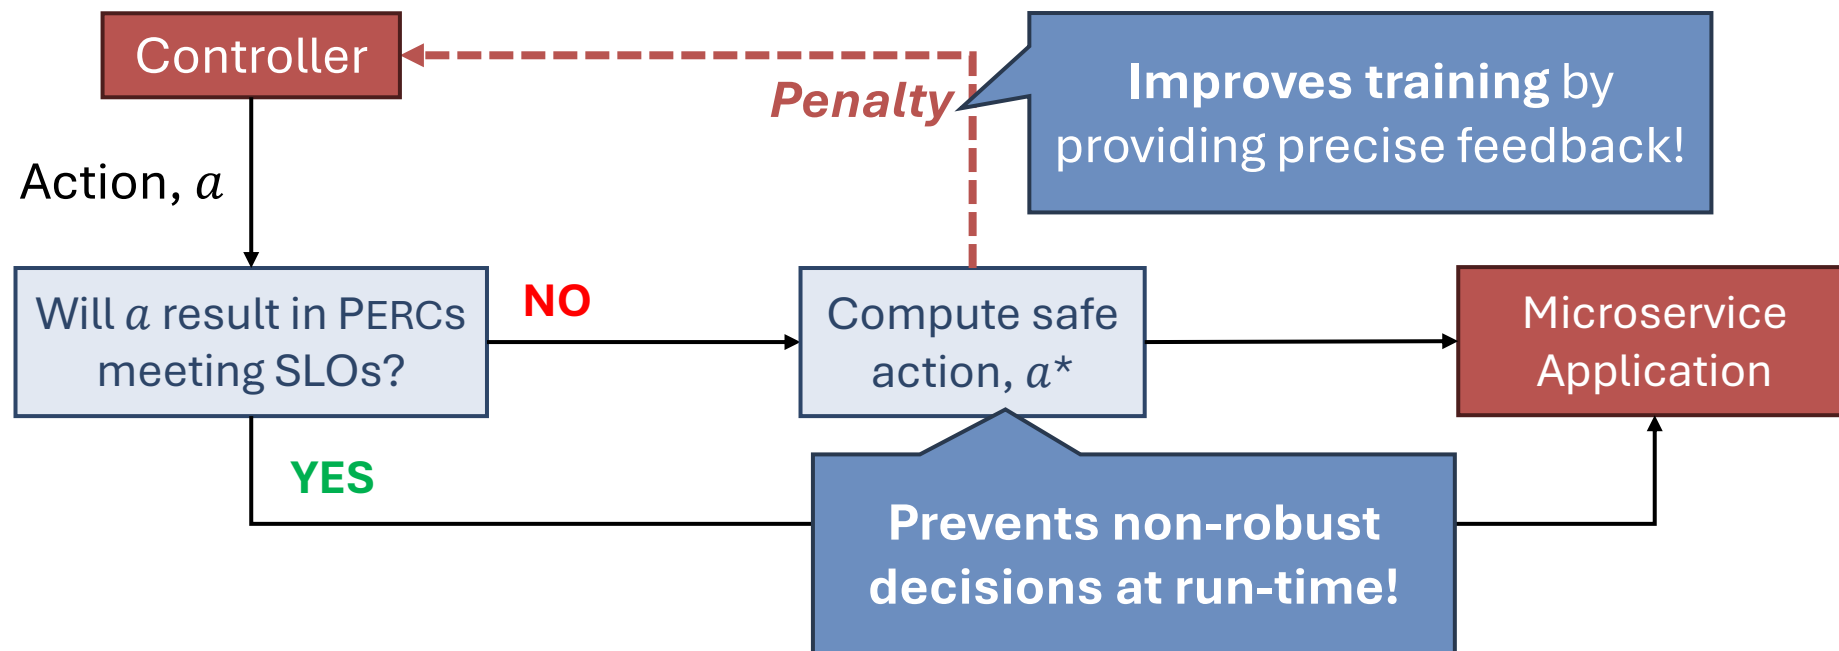 Controller
Penalty
Improves training by
providing precise feedback!
Action, a
Will a result in PERCs
meeting SLOs?
NO
Compute safe
action, a*
Microservice
Application
YES
Prevents non-robust
decisions at run-time!